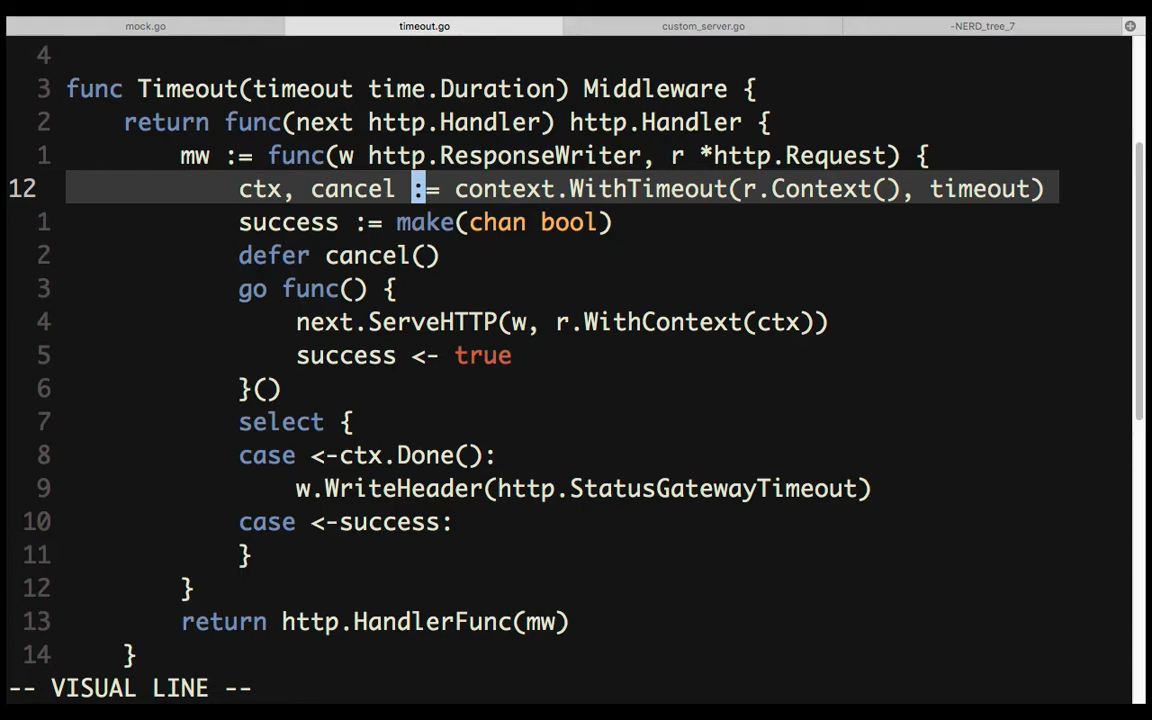 mock.go timeout.go custom_server.go -NERD_tree_7
4
3 func Timeout(timeout time.Duration) Middleware {
2     return func(next http.Handler) http.Handler {
1         mw := func(w http.ResponseWriter, r *http.Request) {
12             ctx, cancel := context.WithTimeout(r.Context(), timeout)
1             success := make(chan bool)
2             defer cancel()
3             go func() {
4                 next.ServeHTTP(w, r.WithContext(ctx))
5                 success <- true
6             }()
7             select {
8             case <-ctx.Done():
9                 w.WriteHeader(http.StatusGatewayTimeout)
10             case <-success:
11             }
12         }
13         return http.HandlerFunc(mw)
14     }
-- VISUAL LINE --